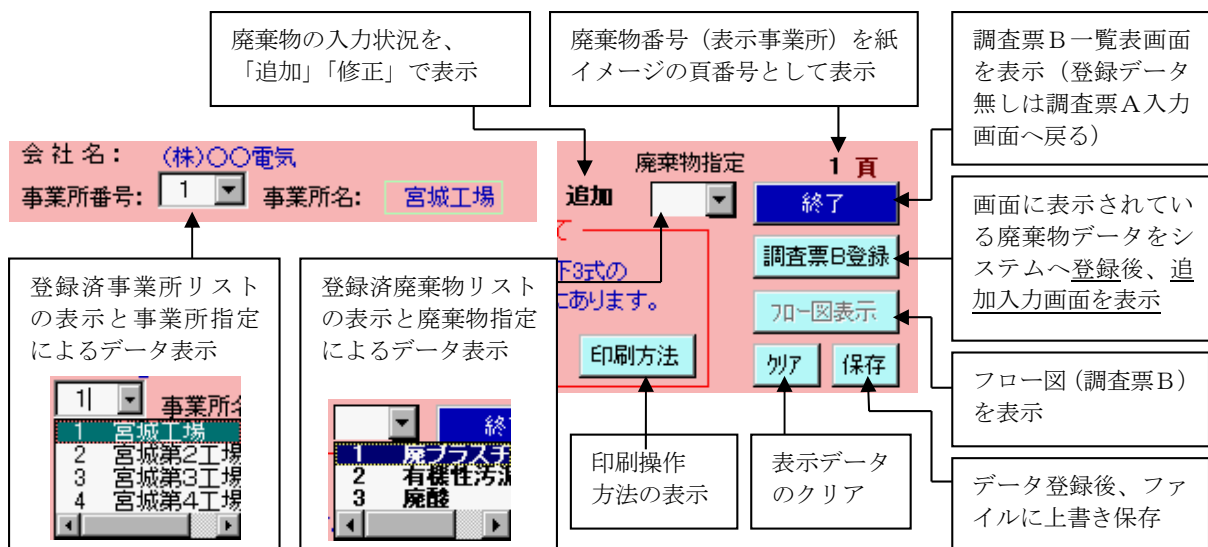 廃棄物の入力状況を、
「追加」「修正」で表示
廃棄物番号（表示事業所）を紙
イメージの頁番号として表示
調査票Ｂ一覧表画面
を表示（登録データ
無しは調査票Ａ入力
画面へ戻る）
会社名： (株)〇〇電気
事業所番号： 1 事業所名： 宮城工場
廃棄物指定 1 頁
追加 終了
調査票B登録
下3式の
にあります。
フロー図表示
印刷方法 クリア 保存
画面に表示されてい
る廃棄物データをシ
ステムへ登録後、追
加入力画面を表示
登録済事業所リスト
の表示と事業所指定
によるデータ表示
1 事業所名
1 宮城工場
2 宮城第2工場
3 宮城第3工場
4 宮城第4工場
登録済廃棄物リスト
の表示と廃棄物指定
によるデータ表示
終
1 廃プラスチ
2 有機性汚泥
3 廃酸
印刷操作
方法の表示
表示データ
のクリア
フロー図（調査票Ｂ）
を表示
データ登録後、ファ
イルに上書き保存